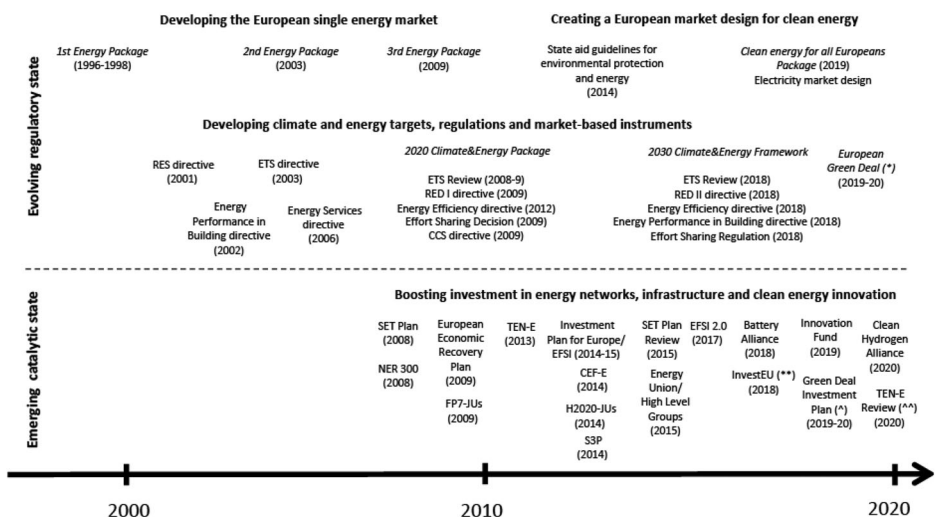 Developing the European single energy market
Creating a European market design for clean energy
1st Energy Package
(1996-1998)
2nd Energy Package
(2003)
3rd Energy Package
(2009)
State aid guidelines for
environmental protection
and energy
(2014)
Clean energy for all Europeans
Package (2019)
Electricity market design
Evolving regulatory state
Developing climate and energy targets, regulations and market-based instruments
RES directive
(2001)
ETS directive
(2003)
Energy
Performance in
Building directive
(2002)
Energy Services
directive
(2006)
2020 Climate&Energy Package
ETS Review (2008-9)
RED I directive (2009)
Energy Efficiency directive (2012)
Effort Sharing Decision (2009)
CCS directive (2009)
2030 Climate&Energy Framework
ETS Review (2018)
RED II directive (2018)
Energy Efficiency directive (2018)
Energy Performance in Building directive (2018)
Effort Sharing Regulation (2018)
European
Green Deal (*)
(2019-20)
Emerging catalytic state
Boosting investment in energy networks, infrastructure and clean energy innovation
SET Plan
(2008)
NER 300
(2008)
European
Economic
Recovery
Plan
(2009)
FP7-JUs
(2009)
TEN-E
(2013)
Investment
Plan for Europe/
EFSI (2014-15)
CEF-E
(2014)
H2020-JUs
(2014)
S3P
(2014)
SET Plan
Review
(2015)
Energy
Union/
High Level
Groups
(2015)
EFSI 2.0
(2017)
Battery
Alliance
(2018)
InvestEU (**)
(2018)
Innovation
Fund
(2019)
Green Deal
Investment
Plan (^)
(2019-20)
Clean
Hydrogen
Alliance
(2020)
TEN-E
Review (^^)
(2020)
2000
2010
2020